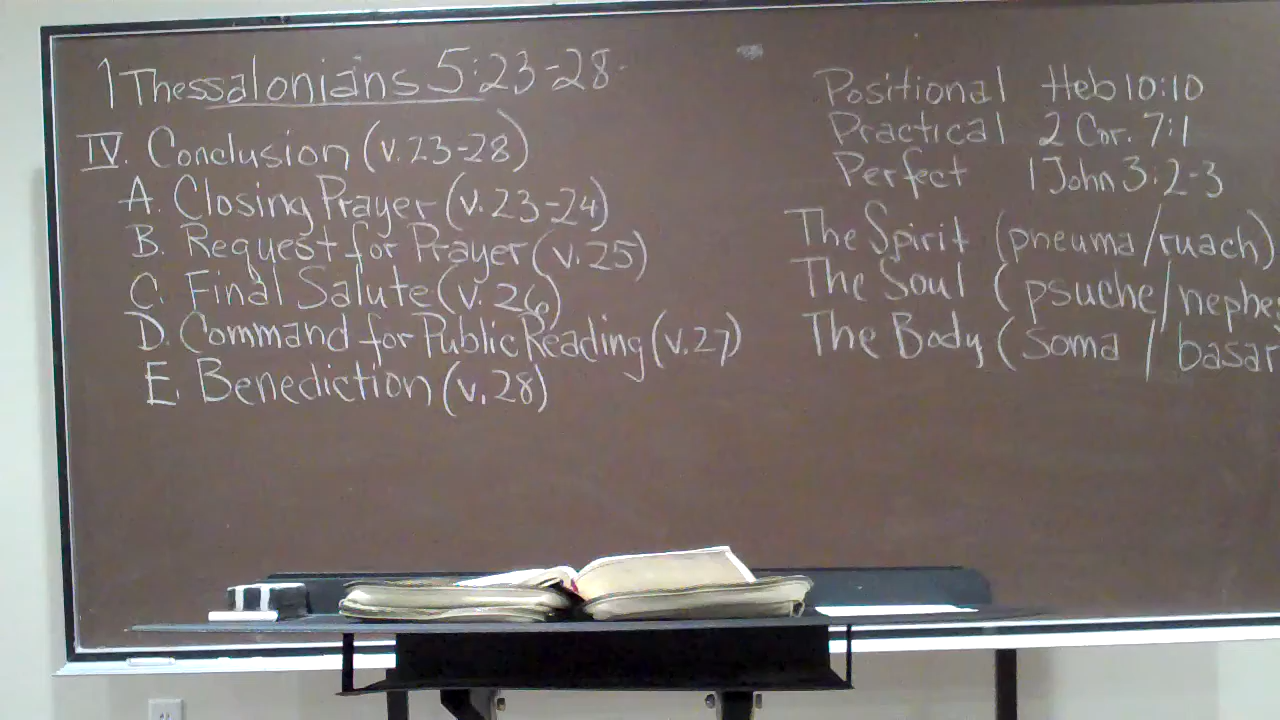 1 Thessalonians 5:23-28
IV. Conclusion (v.23-28)
A. Closing Prayer (v.23-24)
B. Request for Prayer (v.25)
C. Final Salute (v.26)
D. Command for Public Reading (v.27)
E. Benediction (v.28)
Positional Heb 10:10
Practical 2 Cor. 7:1
Perfect 1 John 3:2-3
The Spirit (pneuma/ruach)
The Soul (psuche/nephe
The Body (soma / basar